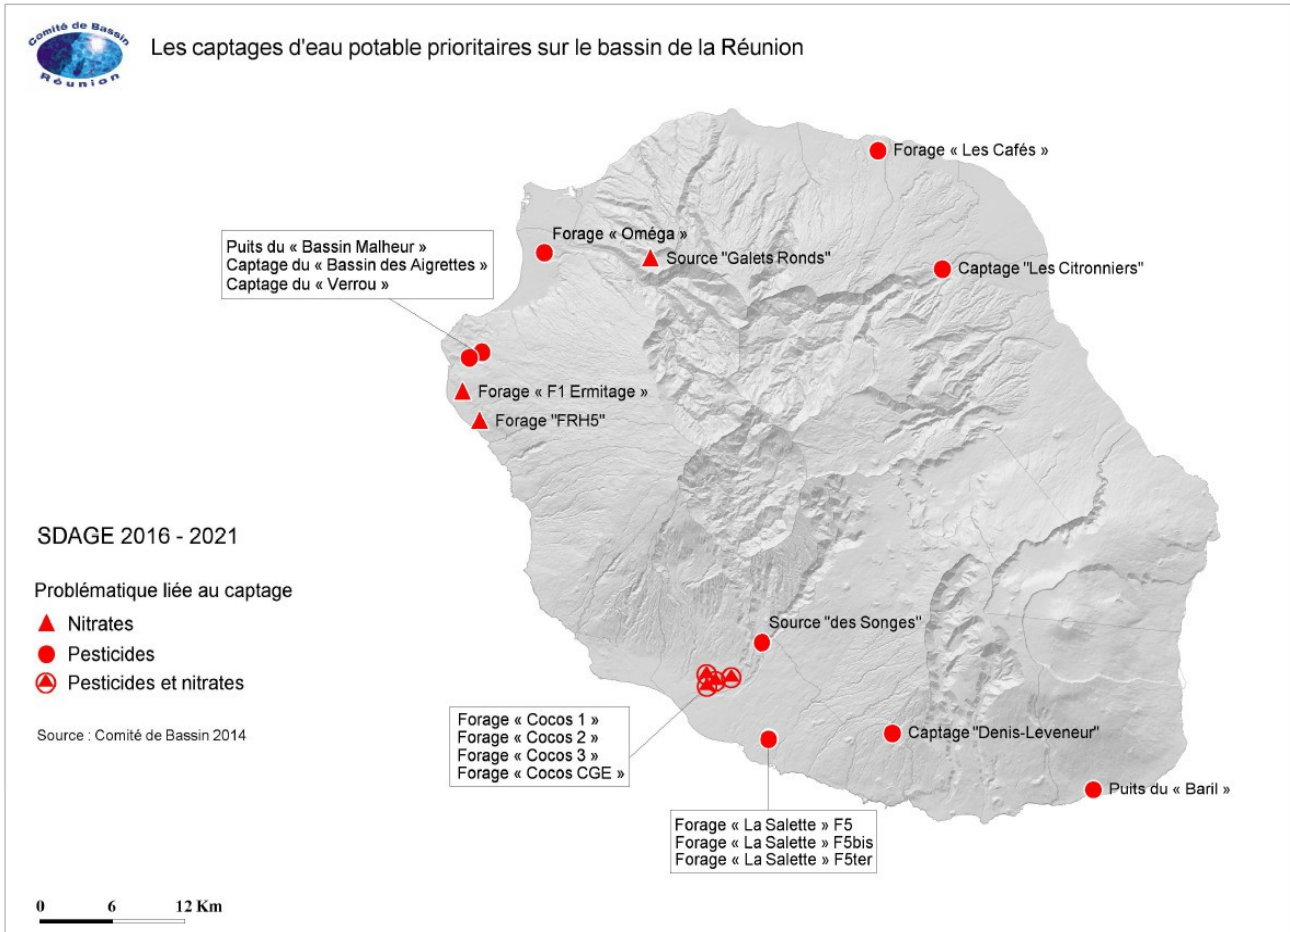 Comité de Bassin
Réunion
Les captages d'eau potable prioritaires sur le bassin de la Réunion
Forage « Les Cafés »
Puits du « Bassin Malheur »
Captage du « Bassin des Aigrettes »
Captage du « Verrou »
Forage « Oméga »
Source "Galets Ronds"
Captage "Les Citronniers"
Forage « F1 Ermitage »
Forage "FRH5"
SDAGE 2016 - 2021
Problématique liée au captage
Nitrates
Pesticides
Pesticides et nitrates
Source : Comité de Bassin 2014
Source "des Songes"
Forage « Cocos 1 »
Forage « Cocos 2 »
Forage « Cocos 3 »
Forage « Cocos CGE »
Captage "Denis-Leveneur"
Puits du « Baril »
Forage « La Salette » F5
Forage « La Salette » F5bis
Forage « La Salette » F5ter
0 6 12 Km